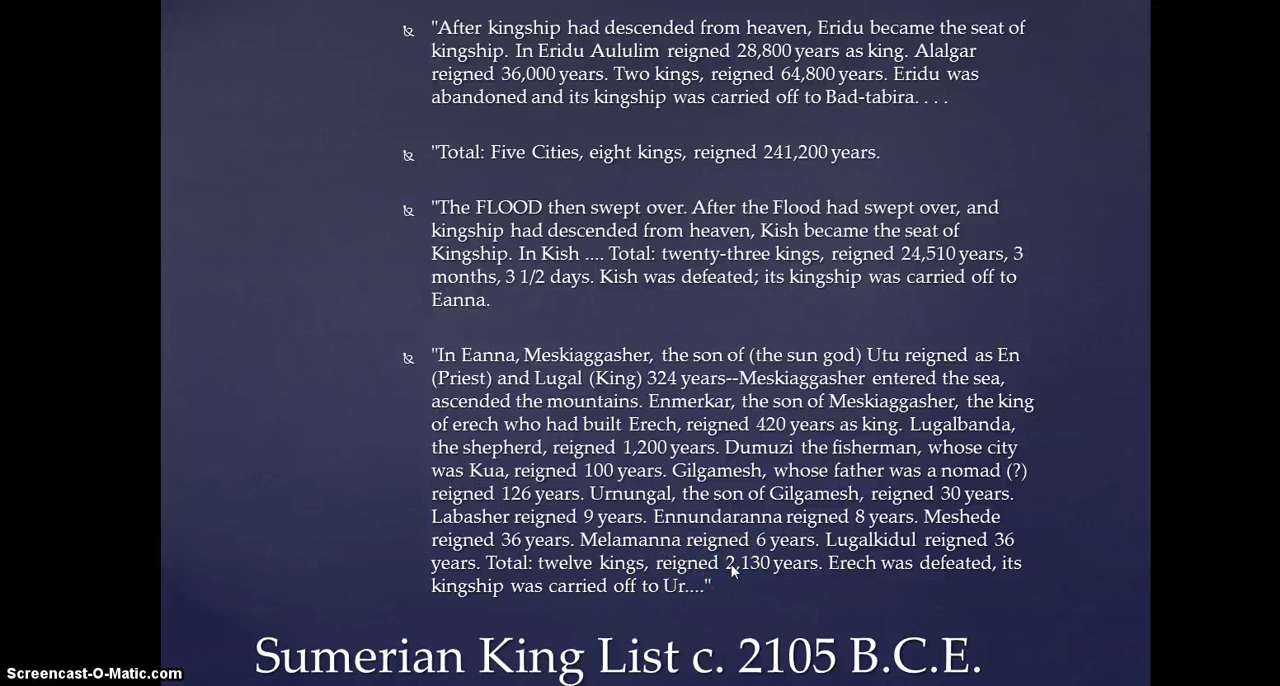 "After kingship had descended from heaven, Eridu became the seat of
kingship. In Eridu Aululim reigned 28,800 years as king. Alalgar
reigned 36,000 years. Two kings, reigned 64,800 years. Eridu was
abandoned and its kingship was carried off to Bad-tabira. . . .
"Total: Five Cities, eight kings, reigned 241,200 years.
"The FLOOD then swept over. After the Flood had swept over, and
kingship had descended from heaven, Kish became the seat of
Kingship. In Kish .... Total: twenty-three kings, reigned 24,510 years, 3
months, 3 1/2 days. Kish was defeated; its kingship was carried off to
Eanna.
"In Eanna, Meskiaggasher, the son of (the sun god) Utu reigned as En
(Priest) and Lugal (King) 324 years--Meskiaggasher entered the sea,
ascended the mountains. Enmerkar, the son of Meskiaggasher, the king
of erech who had built Erech, reigned 420 years as king. Lugalbanda,
the shepherd, reigned 1,200 years. Dumuzi the fisherman, whose city
was Kua, reigned 100 years. Gilgamesh, whose father was a nomad (?)
reigned 126 years. Urnungal, the son of Gilgamesh, reigned 30 years.
Labasher reigned 9 years. Ennundaranna reigned 8 years. Meshede
reigned 36 years. Melamanna reigned 6 years. Lugalkidul reigned 36
years. Total: twelve kings, reigned 2,130 years. Erech was defeated, its
kingship was carried off to Ur...."
Sumerian King List c. 2105 B.C.E.
Screencast-O-Matic.com